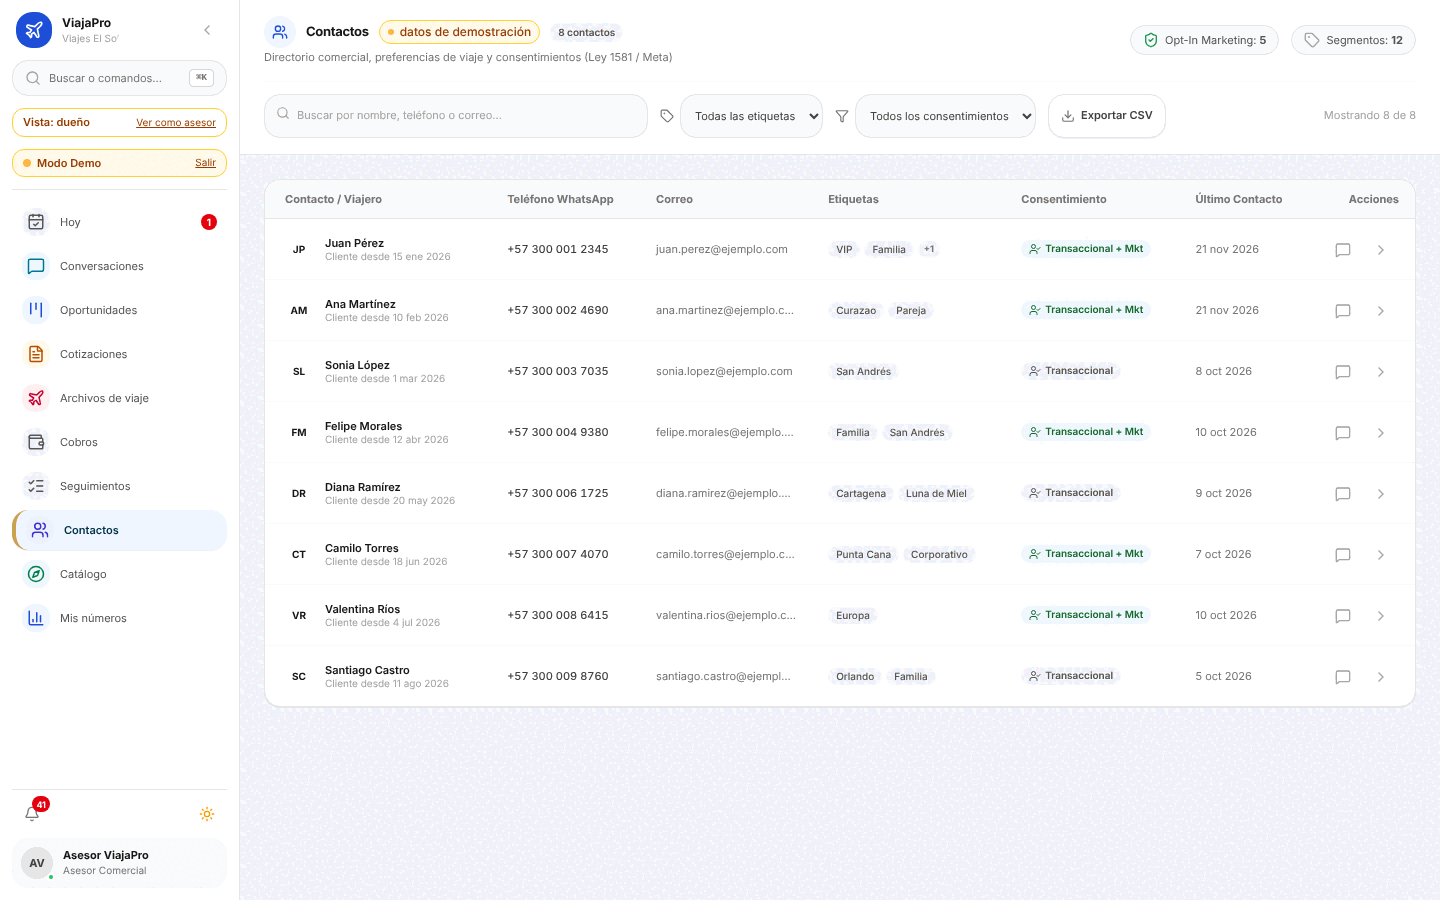 ViajaPro
Viajes El So'
Buscar o comandos...
⌘K
Vista: dueño
Ver como asesor
Modo Demo
Salir
Hoy
1
Conversaciones
Oportunidades
Cotizaciones
Archivos de viaje
Cobros
Seguimientos
Contactos
Catálogo
Mis números
41
AV
Asesor ViajaPro
Asesor Comercial
Contactos
datos de demostración
8 contactos
Directorio comercial, preferencias de viaje y consentimientos (Ley 1581 / Meta)
Opt-In Marketing: 5
Segmentos: 12
Buscar por nombre, teléfono o correo...
Todas las etiquetas
Todos los consentimientos
Exportar CSV
Mostrando 8 de 8
Contacto / Viajero Teléfono WhatsApp Correo Etiquetas Consentimiento Último Contacto Acciones
JP Juan Pérez +57 300 001 2345 juan.perez@ejemplo.com VIP Familia +1 Transaccional + Mkt 21 nov 2026
Cliente desde 15 ene 2026
AM Ana Martínez +57 300 002 4690 ana.martinez@ejemplo.c... Curazao Pareja Transaccional + Mkt 21 nov 2026
Cliente desde 10 feb 2026
SL Sonia López +57 300 003 7035 sonia.lopez@ejemplo.com San Andrés Transaccional 8 oct 2026
Cliente desde 1 mar 2026
FM Felipe Morales +57 300 004 9380 felipe.morales@ejemplo.... Familia San Andrés Transaccional + Mkt 10 oct 2026
Cliente desde 12 abr 2026
DR Diana Ramírez +57 300 006 1725 diana.ramirez@ejemplo.... Cartagena Luna de Miel Transaccional 9 oct 2026
Cliente desde 20 may 2026
CT Camilo Torres +57 300 007 4070 camilo.torres@ejemplo.c... Punta Cana Corporativo Transaccional + Mkt 7 oct 2026
Cliente desde 18 jun 2026
VR Valentina Ríos +57 300 008 6415 valentina.rios@ejemplo.c... Europa Transaccional + Mkt 10 oct 2026
Cliente desde 4 jul 2026
SC Santiago Castro +57 300 009 8760 santiago.castro@ejempl... Orlando Familia Transaccional 5 oct 2026
Cliente desde 11 ago 2026